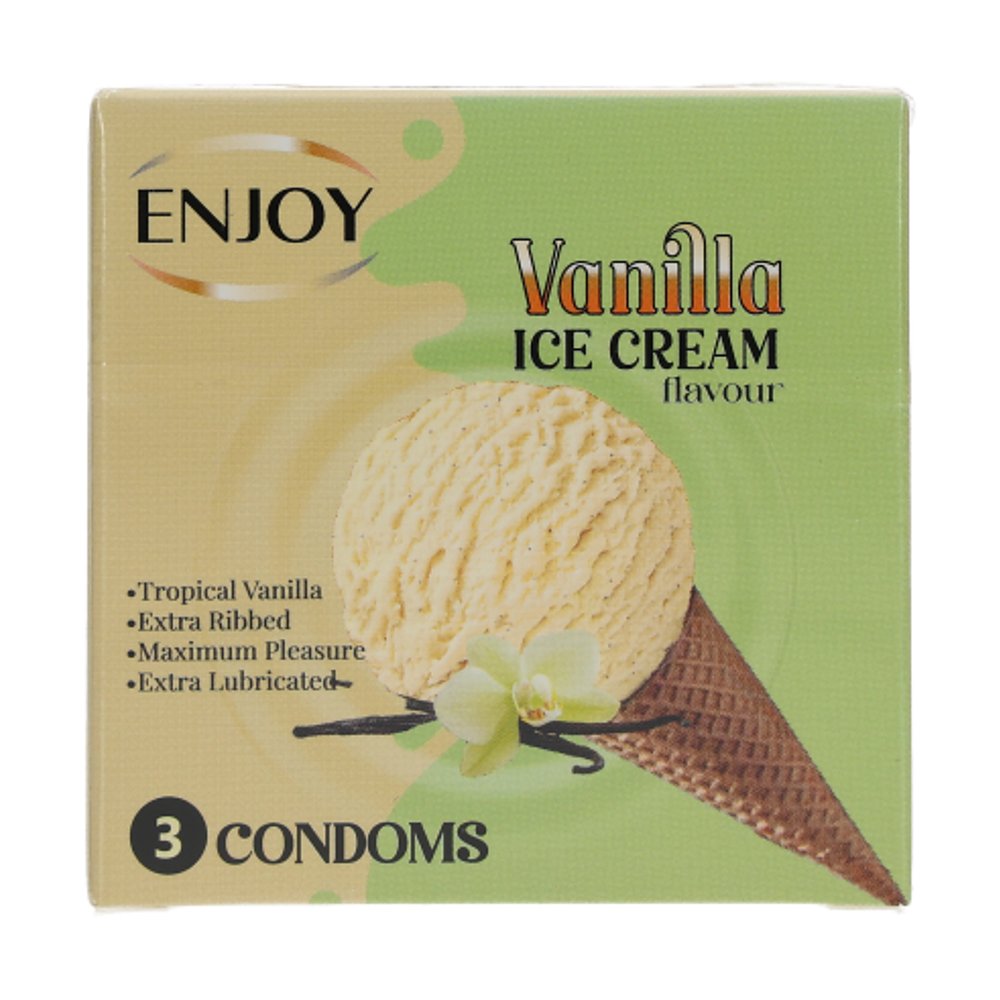 ENJOY
Vanilla
ICE CREAM
flavour
•Tropical Vanilla
•Extra Ribbed
•Maximum Pleasure
•Extra Lubricated
3 CONDOMS